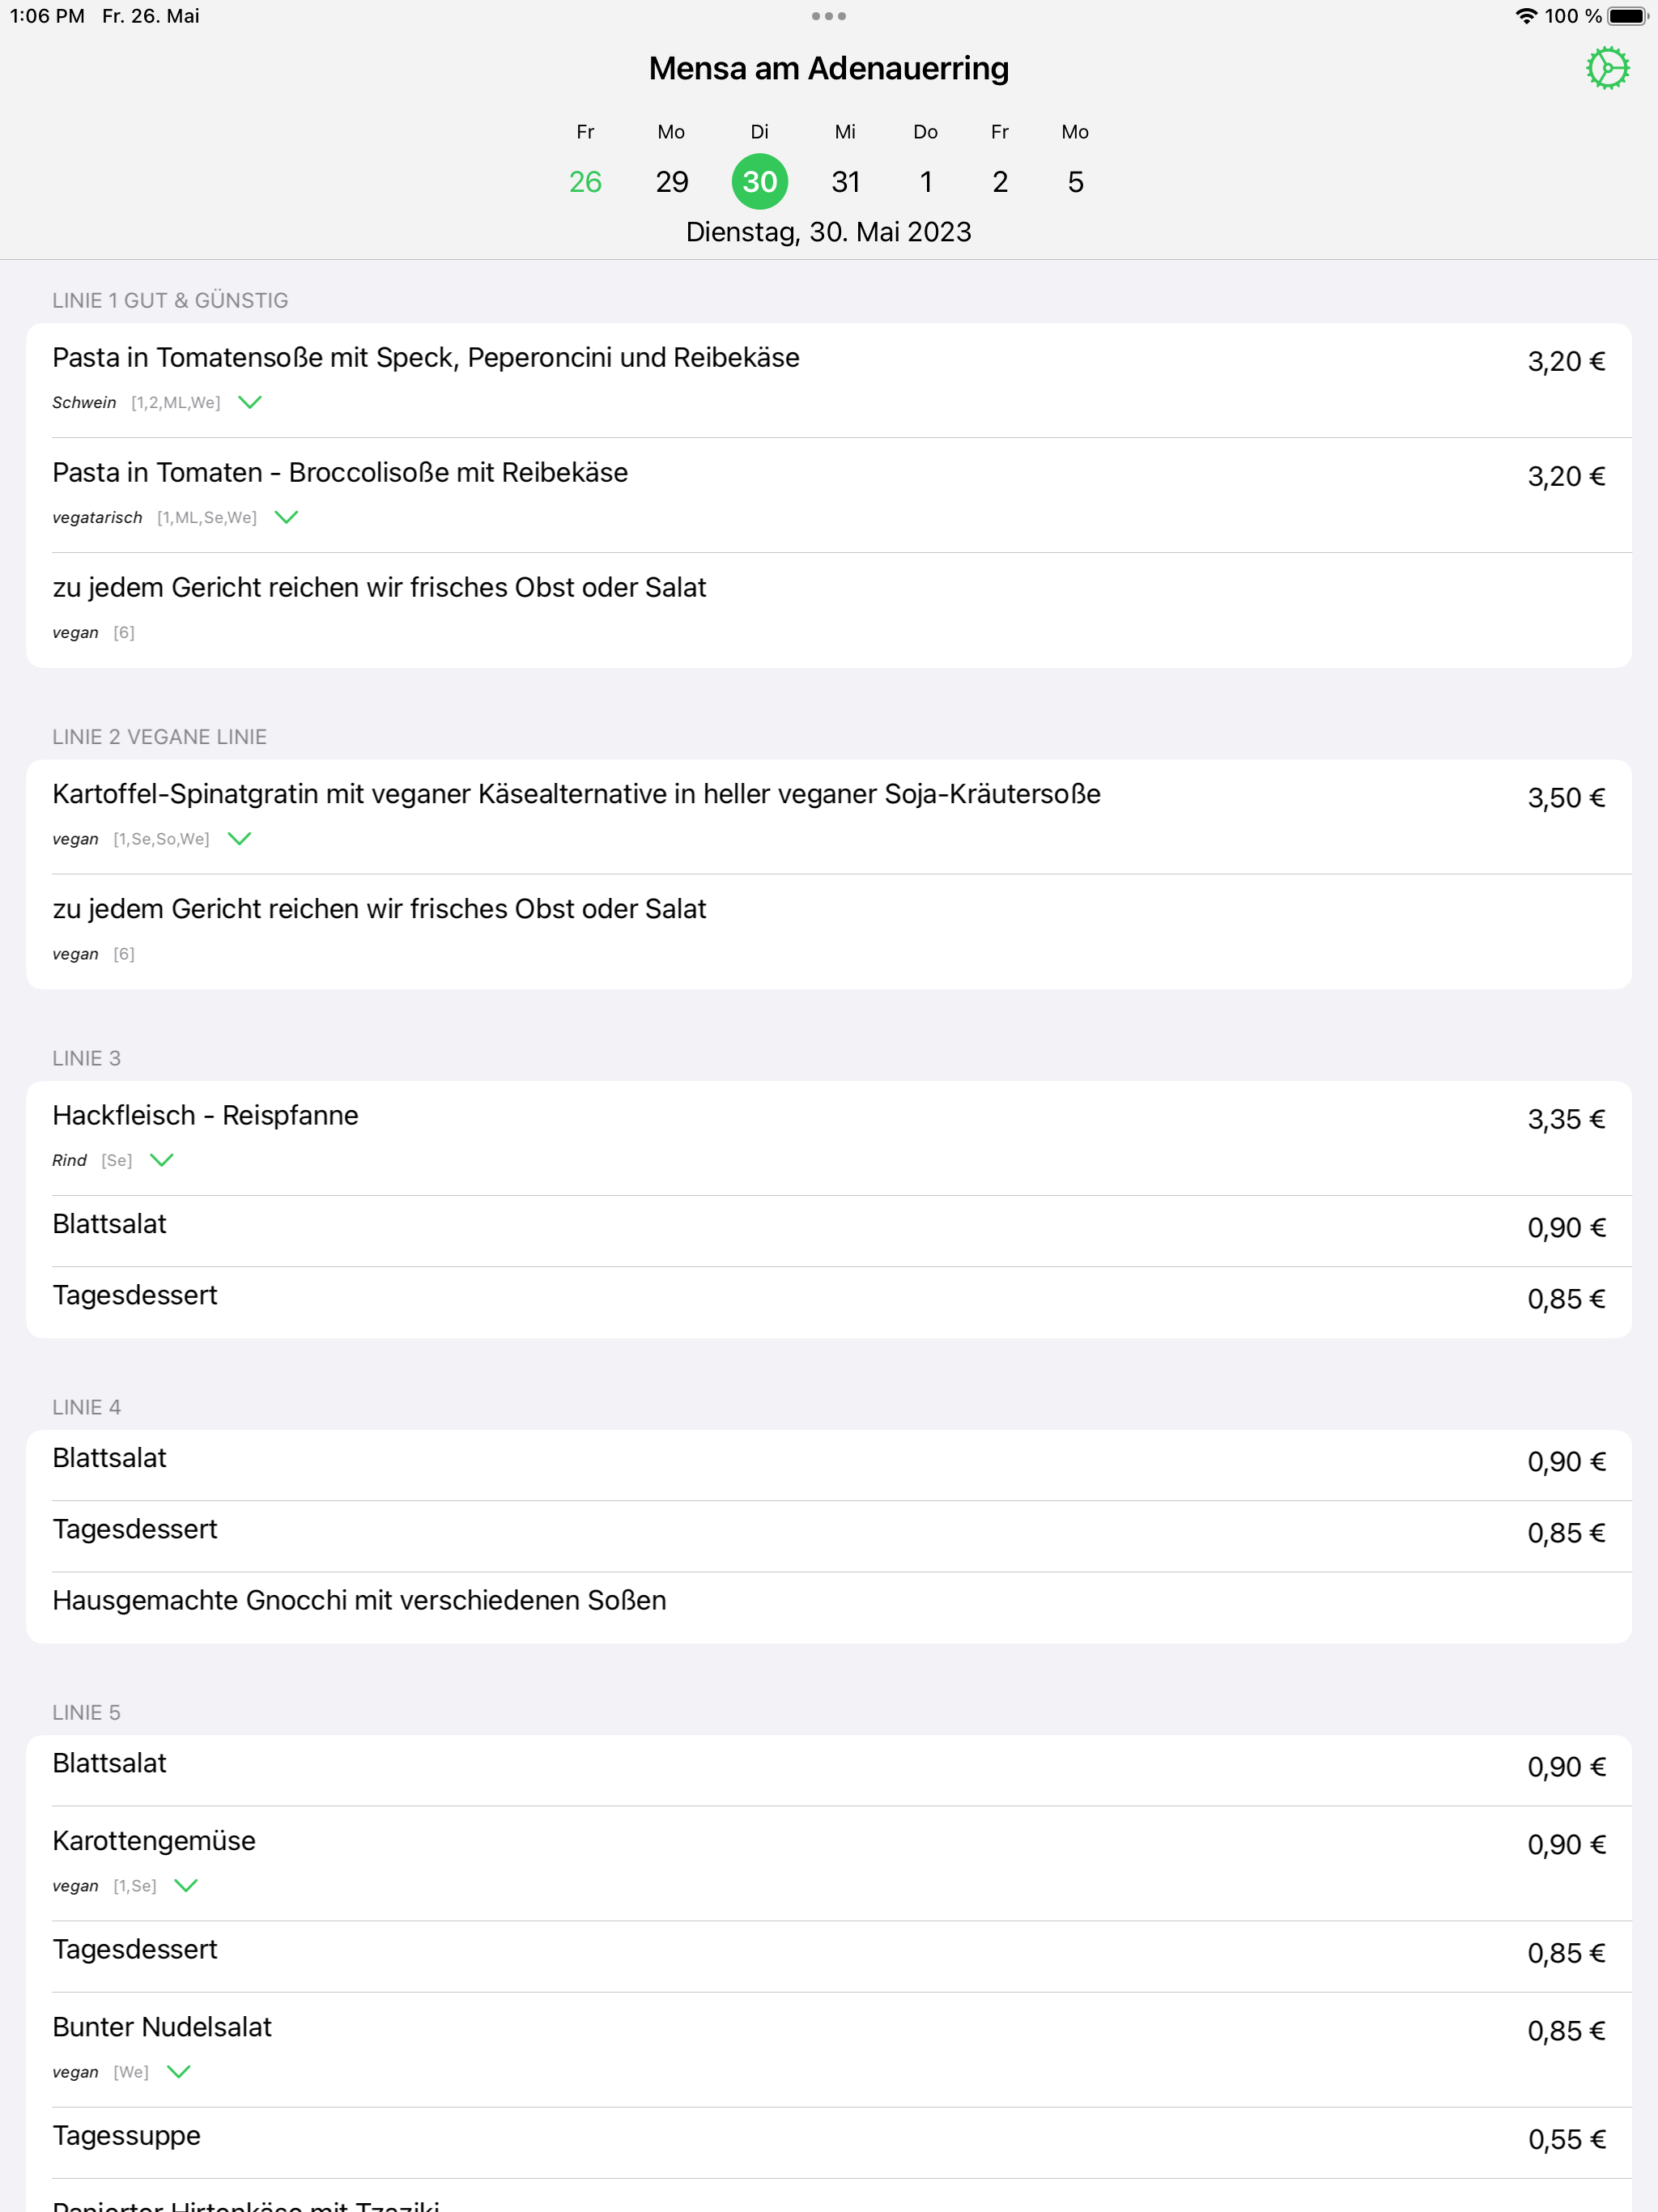 1:06 PM Fr. 26. Mai
100 %
Mensa am Adenauerring
Fr Mo Di Mi Do Fr Mo
26 29 30 31 1 2 5
Dienstag, 30. Mai 2023
LINIE 1 GUT & GÜNSTIG
Pasta in Tomatensoße mit Speck, Peperoncini und Reibekäse 3,20 €
Schwein [1,2,ML,We]
Pasta in Tomaten - Broccolisoße mit Reibekäse 3,20 €
vegatarisch [1,ML,Se,We]
zu jedem Gericht reichen wir frisches Obst oder Salat
vegan [6]
LINIE 2 VEGANE LINIE
Kartoffel-Spinatgratin mit veganer Käsealternative in heller veganer Soja-Kräutersoße 3,50 €
vegan [1,Se,So,We]
zu jedem Gericht reichen wir frisches Obst oder Salat
vegan [6]
LINIE 3
Hackfleisch - Reispfanne 3,35 €
Rind [Se]
Blattsalat 0,90 €
Tagesdessert 0,85 €
LINIE 4
Blattsalat 0,90 €
Tagesdessert 0,85 €
Hausgemachte Gnocchi mit verschiedenen Soßen
LINIE 5
Blattsalat 0,90 €
Karottengemüse 0,90 €
vegan [1,Se]
Tagesdessert 0,85 €
Bunter Nudelsalat 0,85 €
vegan [We]
Tagessuppe 0,55 €
Panierter Hirtenkäse mit Tzaziki